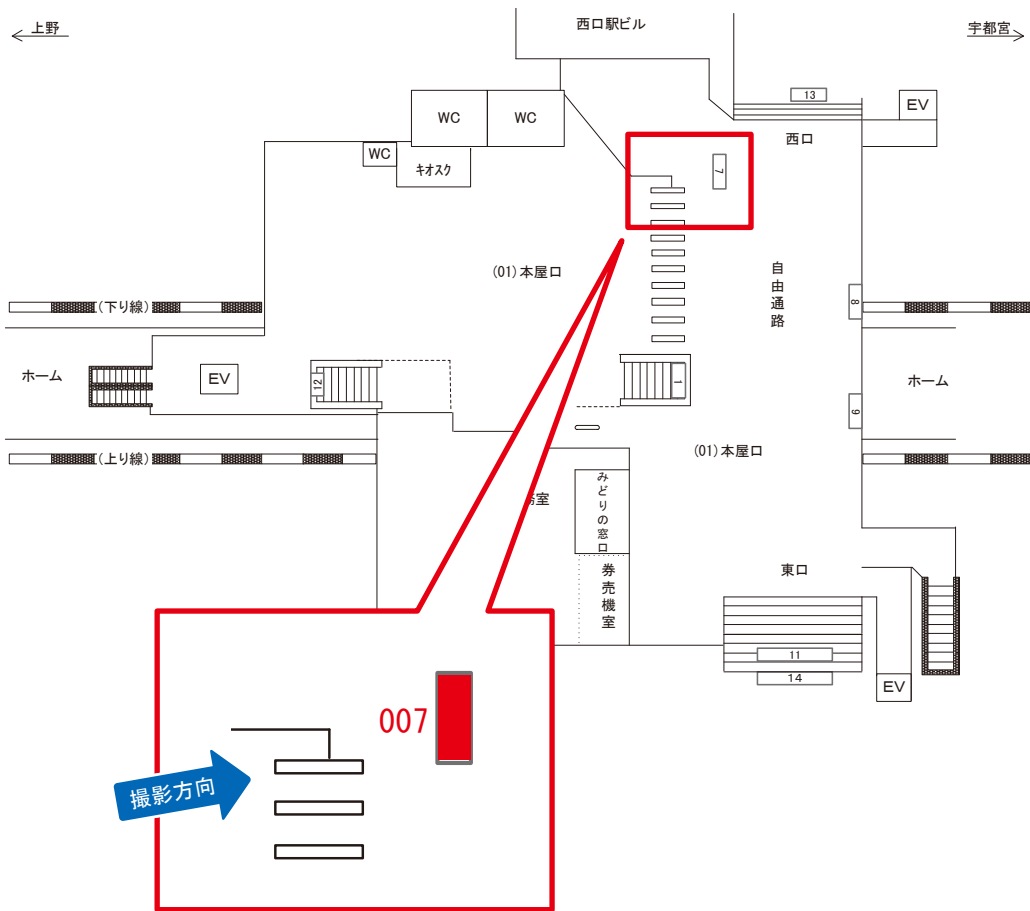 上野
西口駅ビル
宇都宮
13
EV
WC
WC
西口
WC
キオスク
7
(01)本屋口
自由通路
(下り線)
8
ホーム
EV
12
1
ホーム
9
(01)本屋口
(上り線)
室
みどりの窓口
券売機室
東口
11
14
EV
007
撮影方向